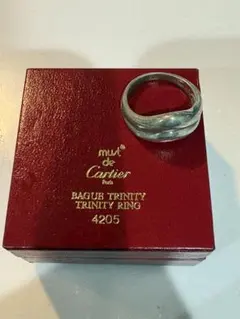 must
de
Cartier
Paris
BAGUE TRINITY
TRINITY RING
4205